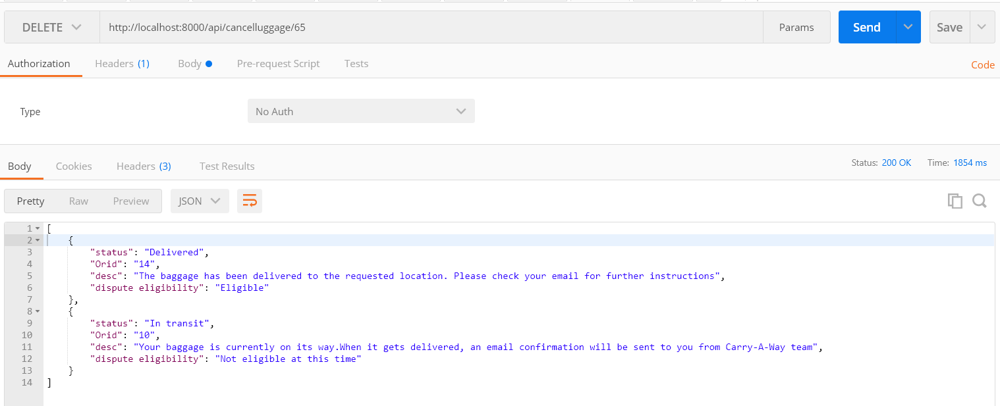 DELETE http://localhost:8000/api/cancelluggage/65 Params Send Save
Authorization Headers (1) Body Pre-request Script Tests Code
Type No Auth
Body Cookies Headers (3) Test Results Status: 200 OK Time: 1854 ms
Pretty Raw Preview JSON
1 [
2 {
3 "status": "Delivered",
4 "Orid": "14",
5 "desc": "The baggage has been delivered to the requested location. Please check your email for further instructions",
6 "dispute eligibility": "Eligible"
7 },
8 {
9 "status": "In transit",
10 "Orid": "10",
11 "desc": "Your baggage is currently on its way.When it gets delivered, an email confirmation will be sent to you from Carry-A-Way team",
12 "dispute eligibility": "Not eligible at this time"
13 }
14 ]